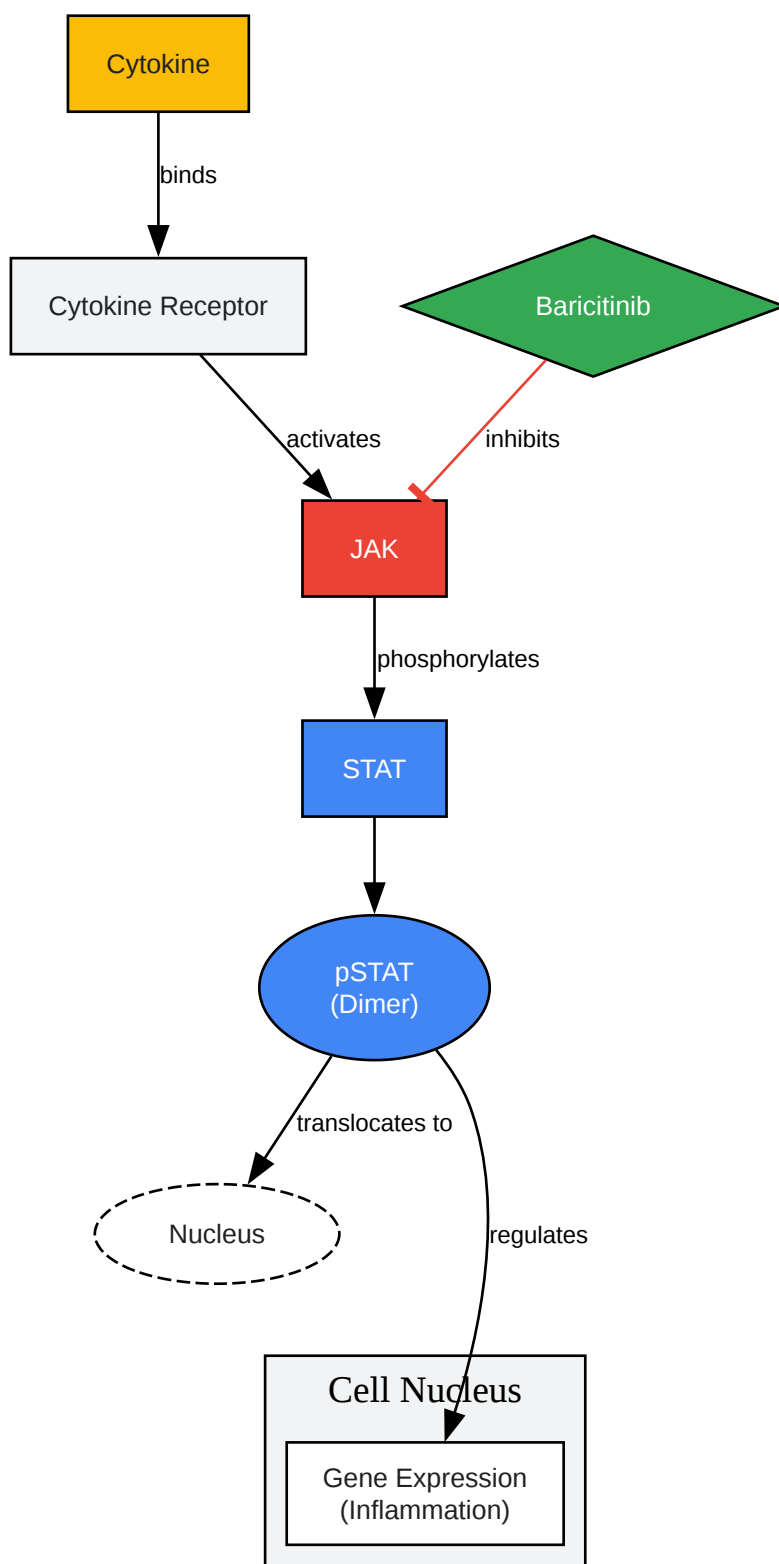 Cytokine
binds
Cytokine Receptor
Baricitinib
activates
inhibits
JAK
phosphorylates
STAT
pSTAT
(Dimer)
translocates to
Nucleus
regulates
Cell Nucleus
Gene Expression
(Inflammation)